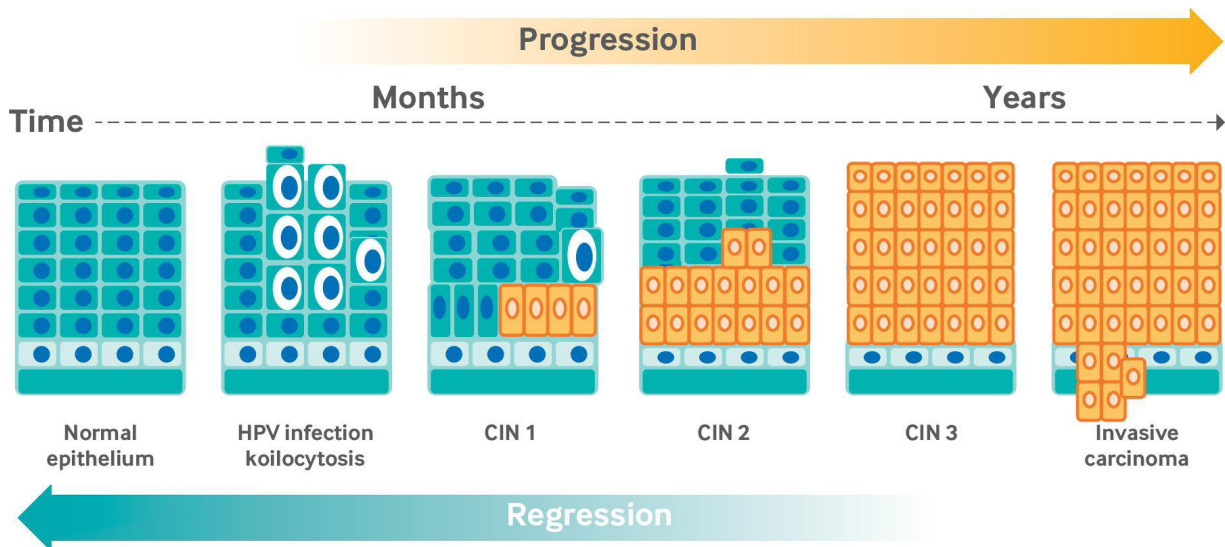 Progression
Months
Years
Time
Normal
epithelium
HPV infection
koilocytosis
CIN 1
CIN 2
CIN 3
Invasive
carcinoma
Regression